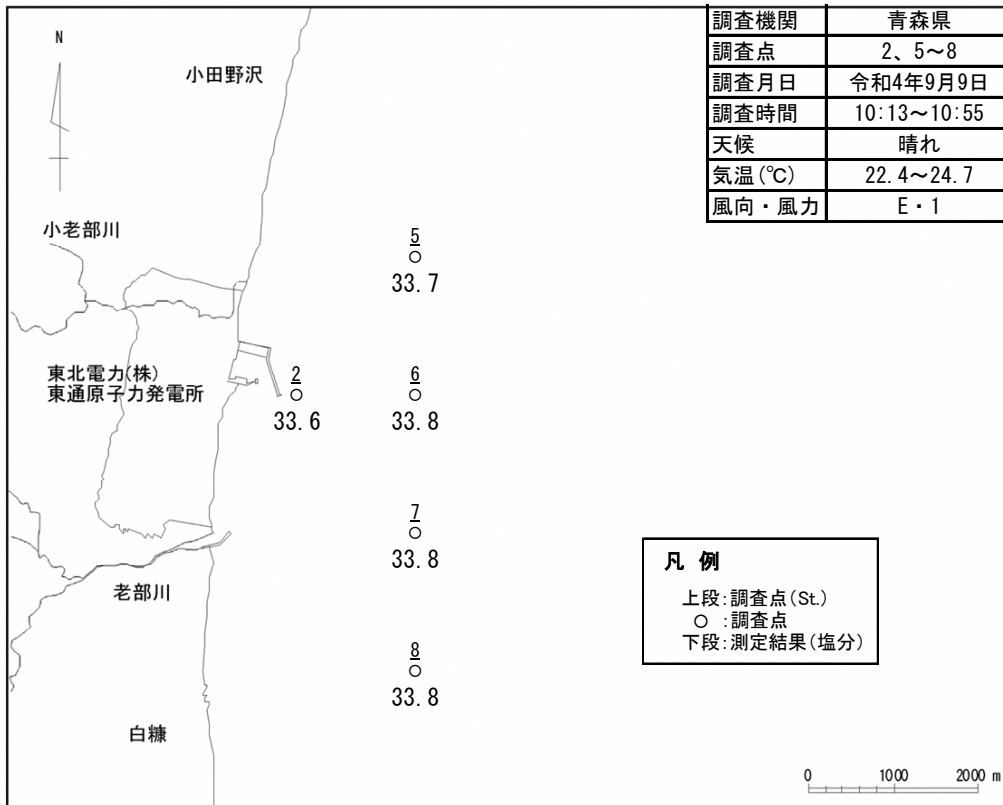 調査機関 青森県
調査点 2、5～8
調査月日 令和4年9月9日
調査時間 10:13～10:55
天候 晴れ
気温(℃) 22.4～24.7
風向・風力 E・1
N
小田野沢
小老部川
5
33.7
東北電力(株)
東通原子力発電所
2
33.6
6
33.8
7
33.8
老部川
8
33.8
白糠
凡 例
上段:調査点(St.)
○ :調査点
下段:測定結果(塩分)
0 1000 2000 m